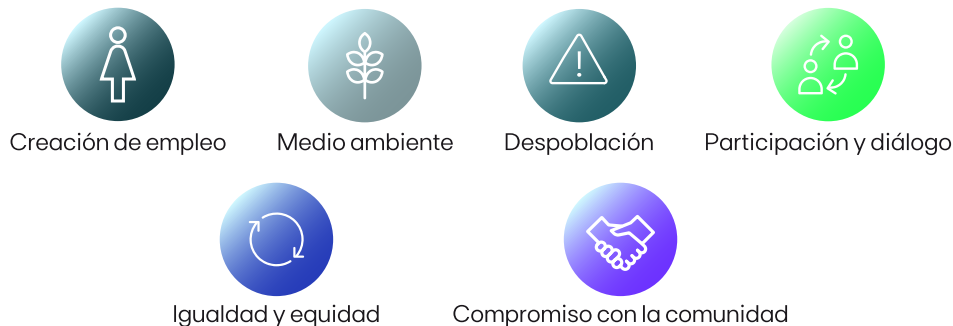 Creación de empleo
Medio ambiente
Despoblación
Participación y diálogo
Igualdad y equidad
Compromiso con la comunidad